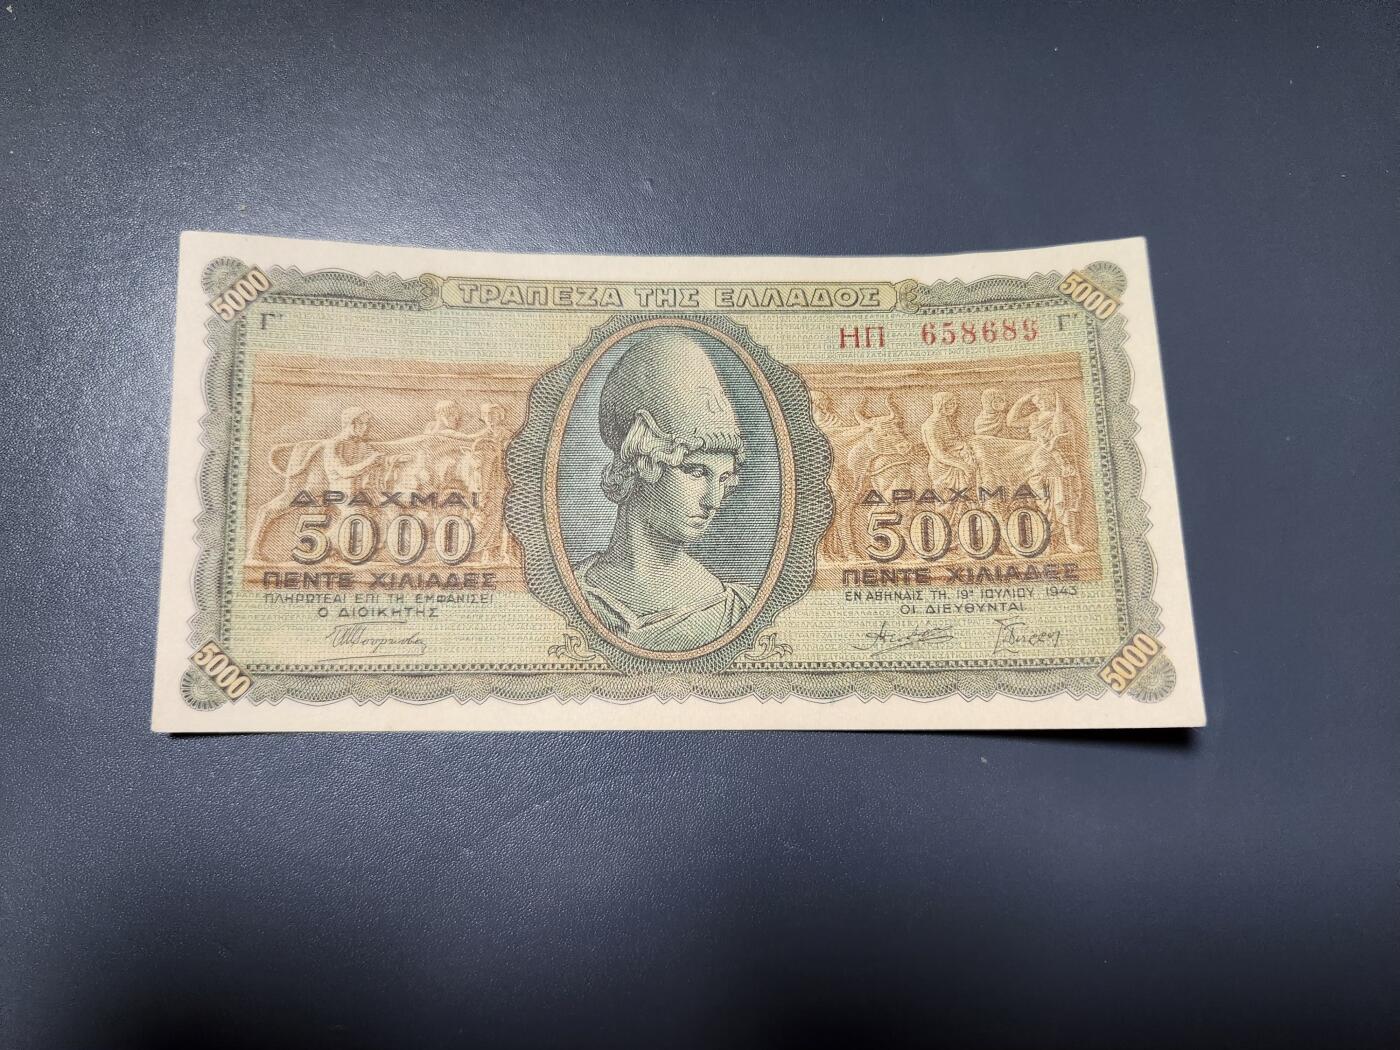 5000 ΤΡΑΠΕΖΑ ΤΗΣ ΕΛΛΑΔΟΣ 5000
Γ' ΗΠ 658689 Γ'
ΔΡΑΧΜΑΙ ΔΡΑΧΜΑΙ
5000 5000
ΠΕΝΤΕ ΧΙΛΙΑΔΕΣ ΠΕΝΤΕ ΧΙΛΙΑΔΕΣ
ΠΛΗΡΩΤΕΑΙ ΕΠΙ ΤΗ ΕΜΦΑΝΙΣΕΙ ΕΝ ΑΘΗΝΑΙΣ ΤΗ 19ῃ ΙΟΥΛΙΟΥ 1943
Ο ΔΙΟΙΚΗΤΗΣ ΟΙ ΔΙΕΥΘΥΝΤΑΙ
5000 5000